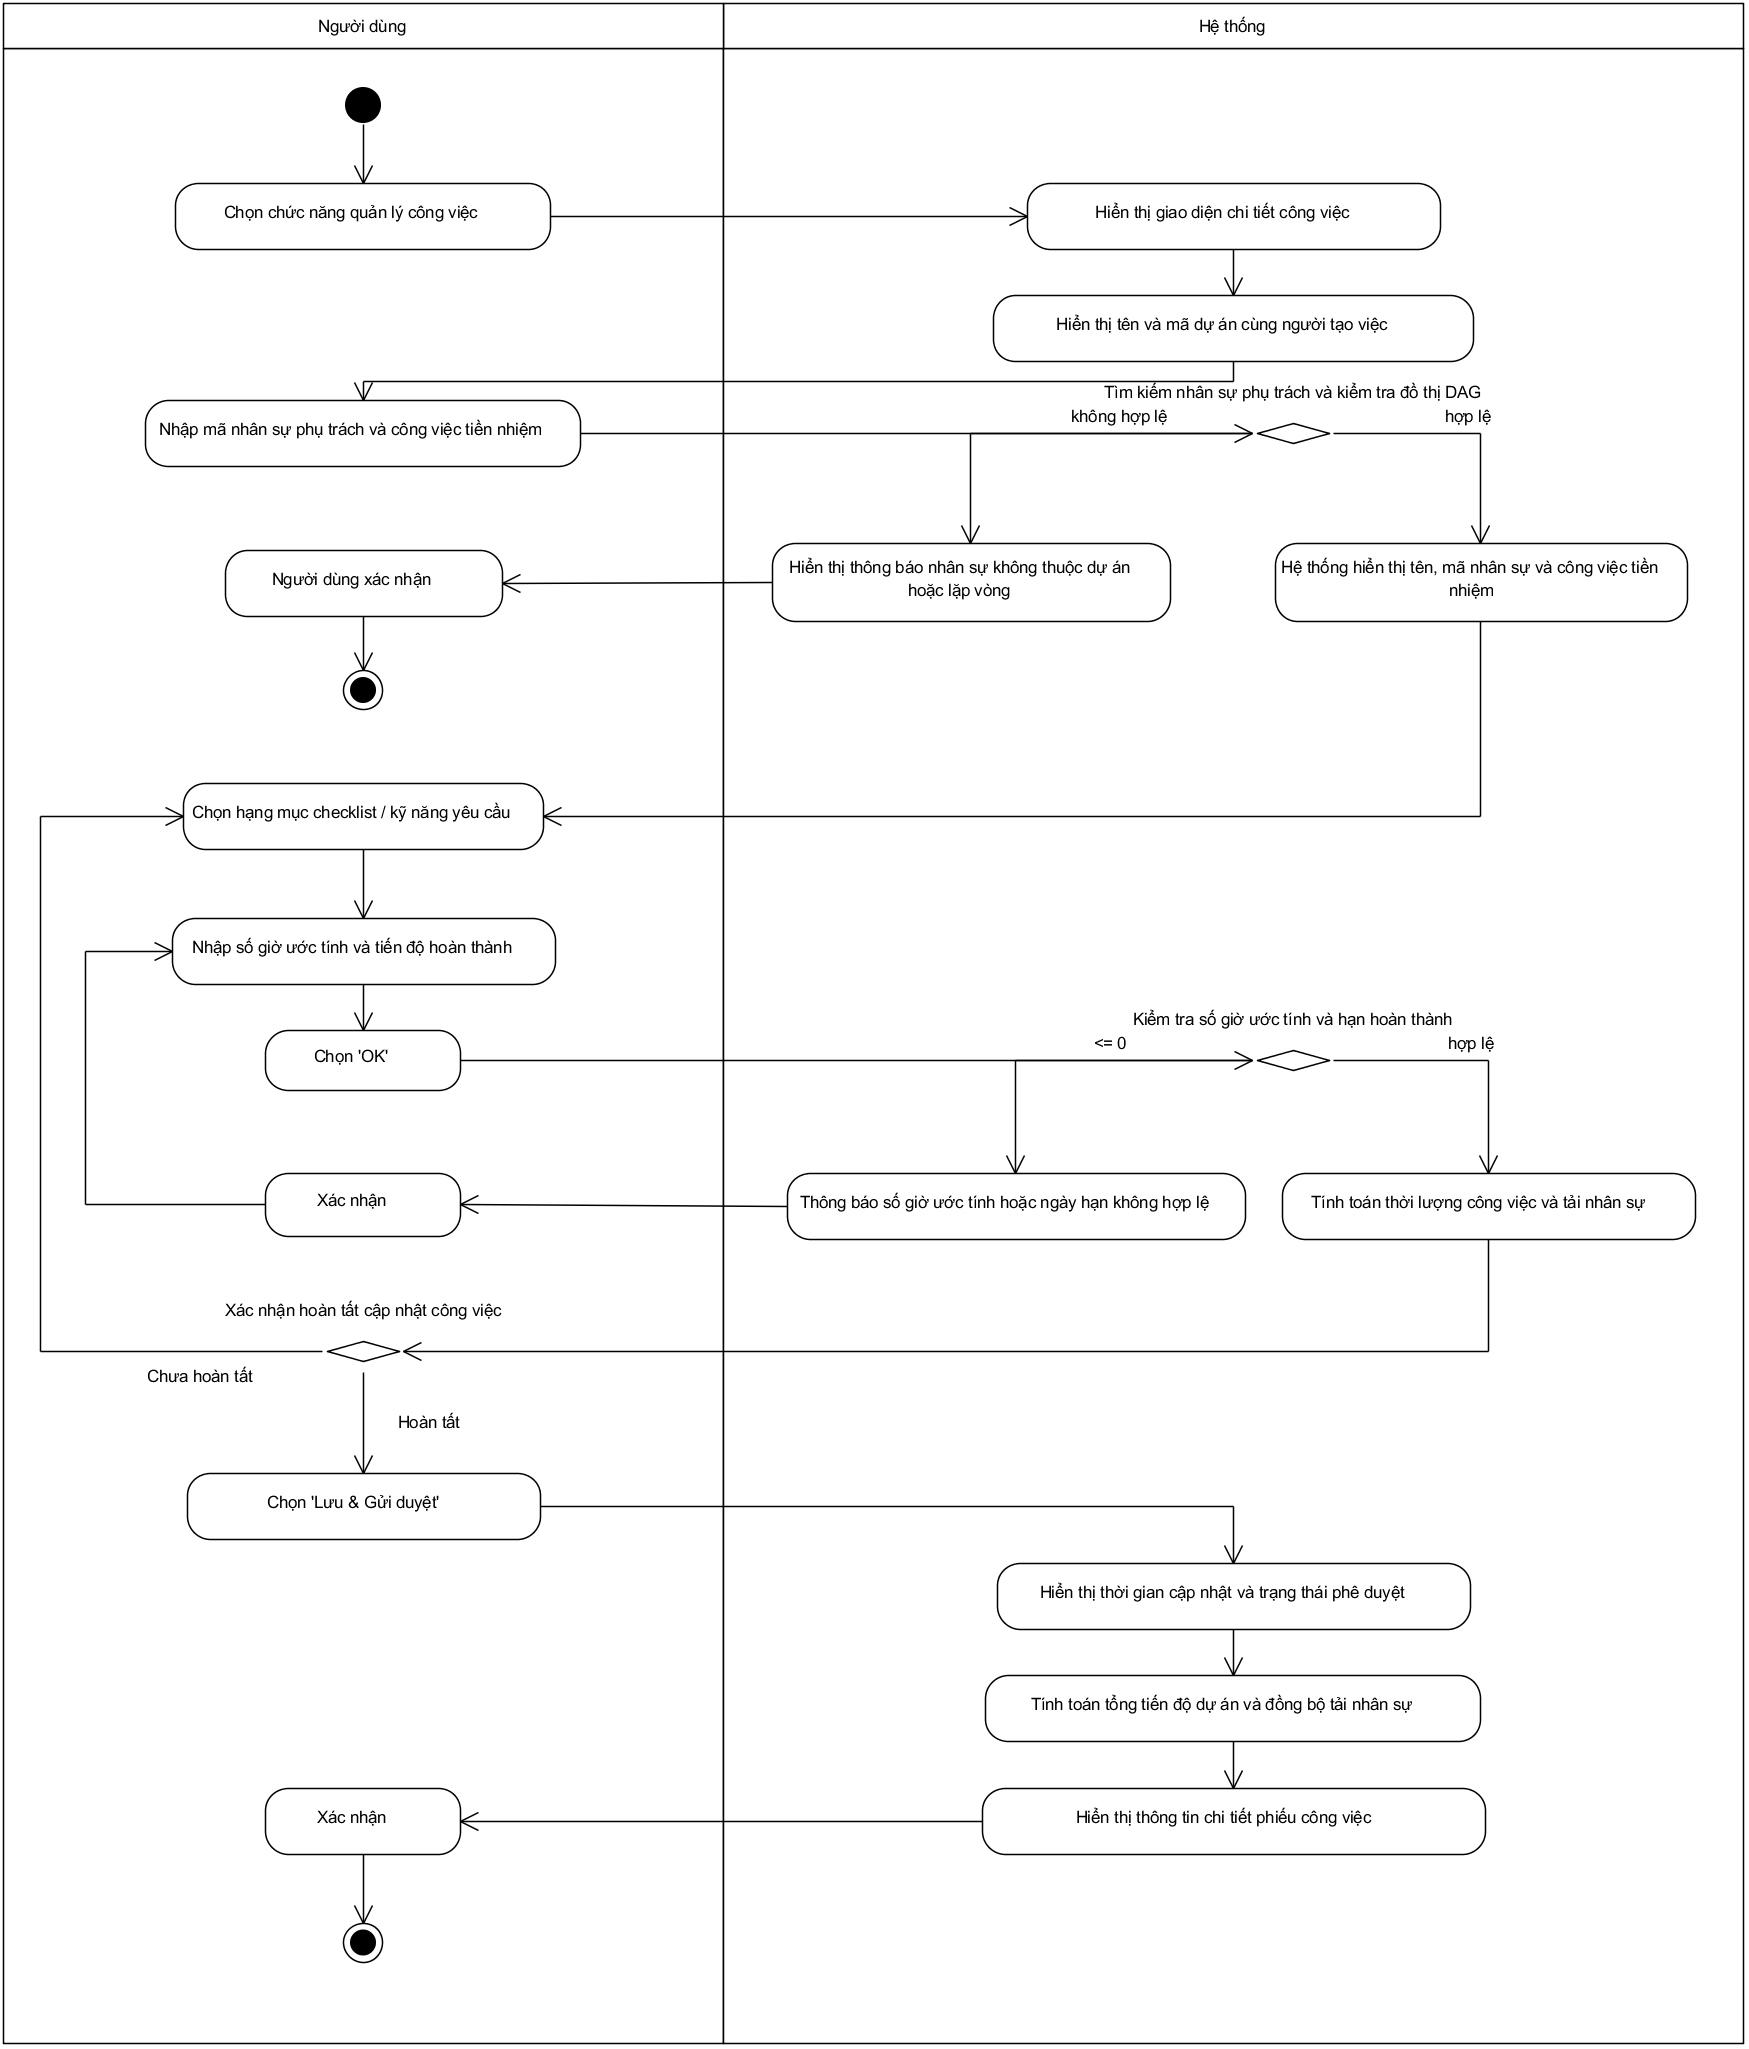 Người dùng
Hệ thống
Chọn chức năng quản lý công việc
Hiển thị giao diện chi tiết công việc
Hiển thị tên và mã dự án cùng người tạo việc
Tìm kiếm nhân sự phụ trách và kiểm tra đồ thị DAG
không hợp lệ
hợp lệ
Nhập mã nhân sự phụ trách và công việc tiền nhiệm
Người dùng xác nhận
Hiển thị thông báo nhân sự không thuộc dự án
hoặc lặp vòng
Hệ thống hiển thị tên, mã nhân sự và công việc tiền
nhiệm
Chọn hạng mục checklist / kỹ năng yêu cầu
Nhập số giờ ước tính và tiến độ hoàn thành
Kiểm tra số giờ ước tính và hạn hoàn thành
<= 0
hợp lệ
Chọn 'OK'
Xác nhận
Thông báo số giờ ước tính hoặc ngày hạn không hợp lệ
Tính toán thời lượng công việc và tải nhân sự
Xác nhận hoàn tất cập nhật công việc
Chưa hoàn tất
Hoàn tất
Chọn 'Lưu & Gửi duyệt'
Hiển thị thời gian cập nhật và trạng thái phê duyệt
Tính toán tổng tiến độ dự án và đồng bộ tải nhân sự
Xác nhận
Hiển thị thông tin chi tiết phiếu công việc